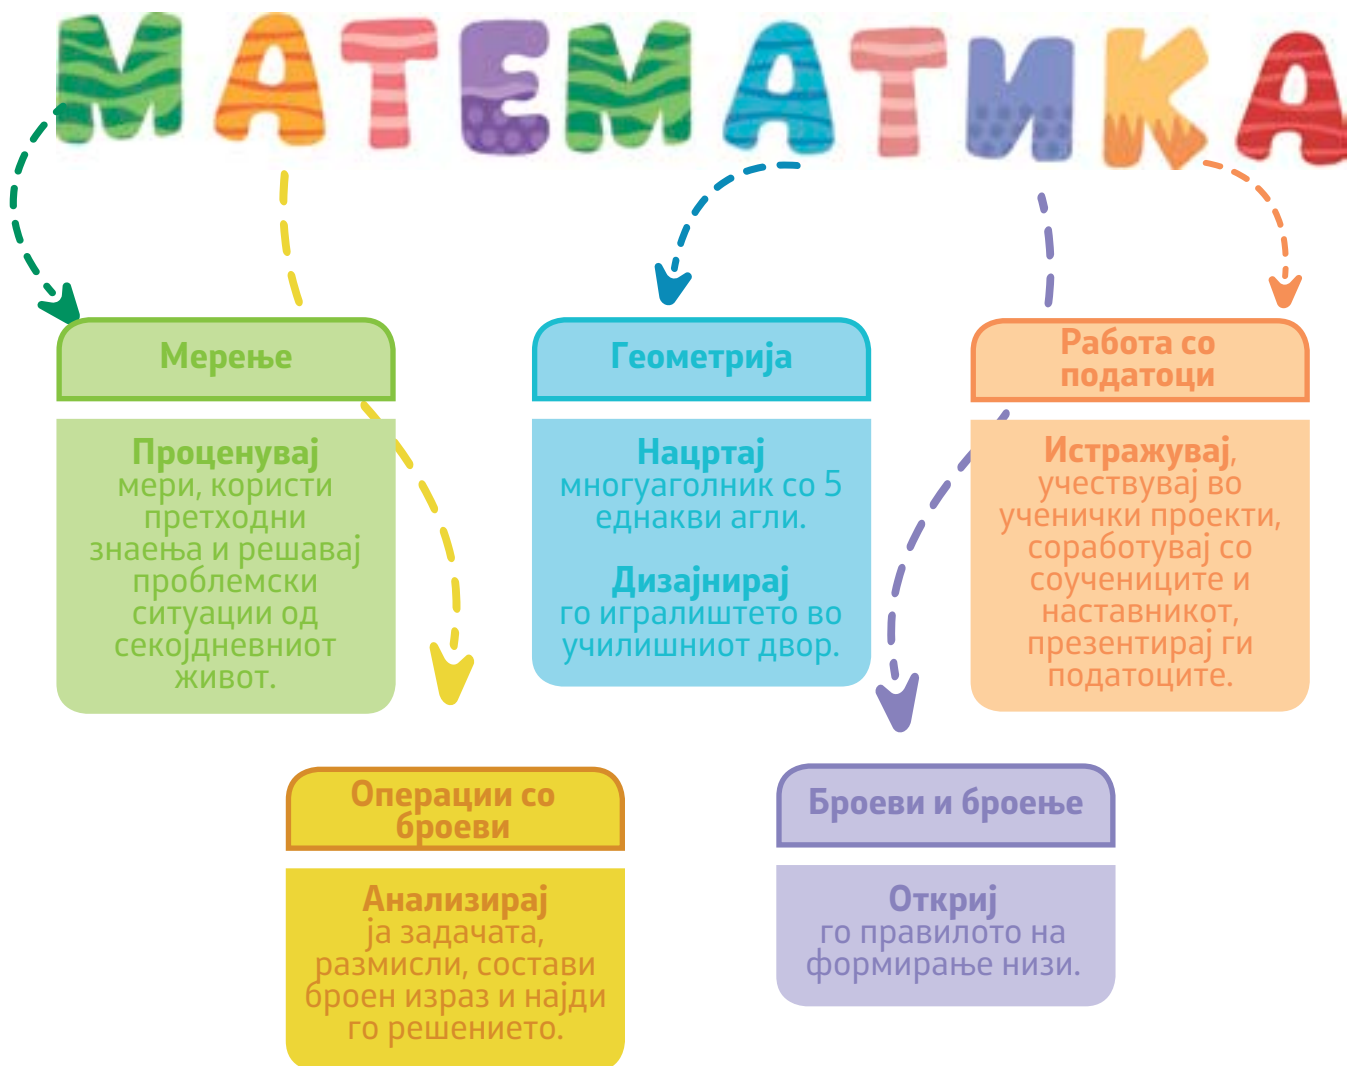 МАТЕМАТИКА
Мерење
Проценувај
мери, користи
претходни
знаења и решавај
проблемски
ситуации од
секојдневниот
живот.
Геометрија
Нацртај
многуаголник со 5
еднакви агли.
Дизајнирај
го игралиштето во
училишниот двор.
Работа со
податоци
Истражувај,
учествувај во
ученички проекти,
соработувај со
соучениците и
наставникот,
презентирај ги
податоците.
Операции со
броеви
Анализирај
ја задачата,
размисли, состави
броен израз и најди
го решението.
Броеви и броење
Откриј
го правилото на
формирање низи.